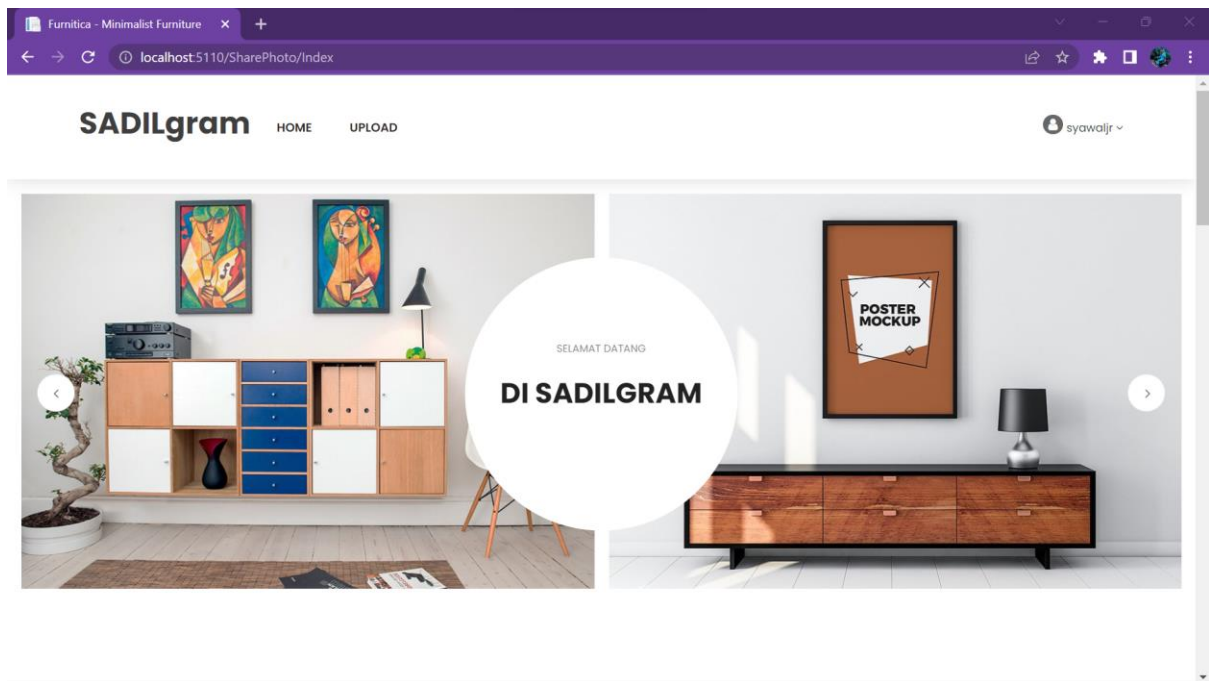 Furnitica - Minimalist Furniture
localhost:5110/SharePhoto/Index
SADILgram HOME UPLOAD syawaljr
SELAMAT DATANG
DI SADILGRAM
POSTER
MOCKUP